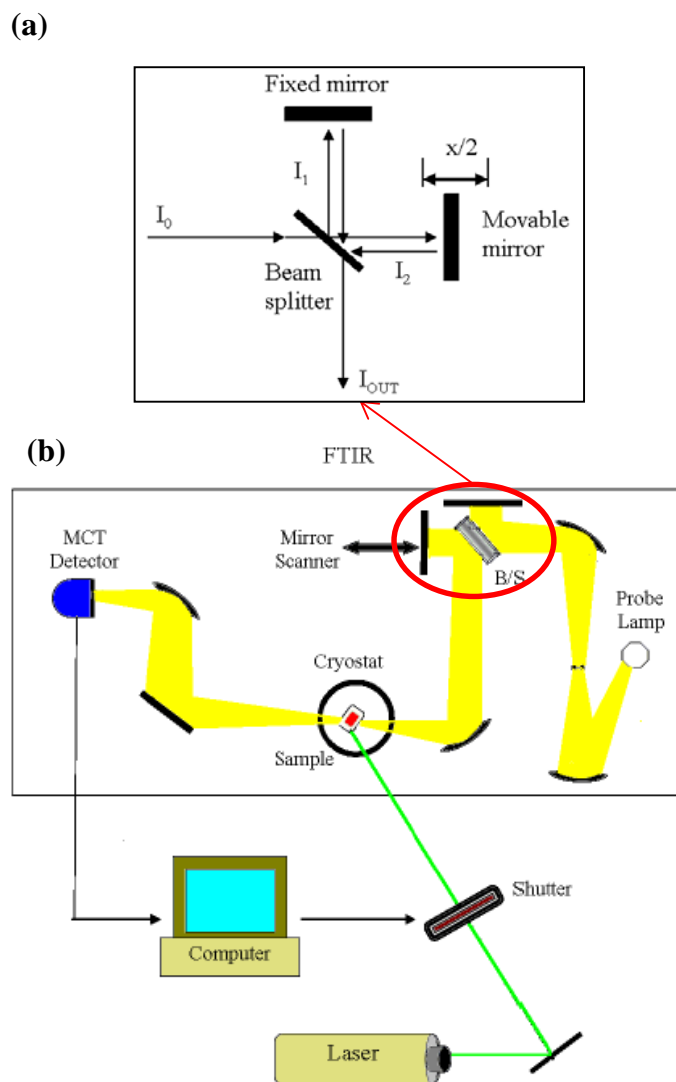 (a)
Fixed mirror
x/2
I₁
I₀
Movable
mirror
I₂
Beam
splitter
I_OUT
(b)
FTIR
MCT
Detector
Mirror
Scanner
B/S
Probe
Lamp
Cryostat
Sample
Shutter
Computer
Laser